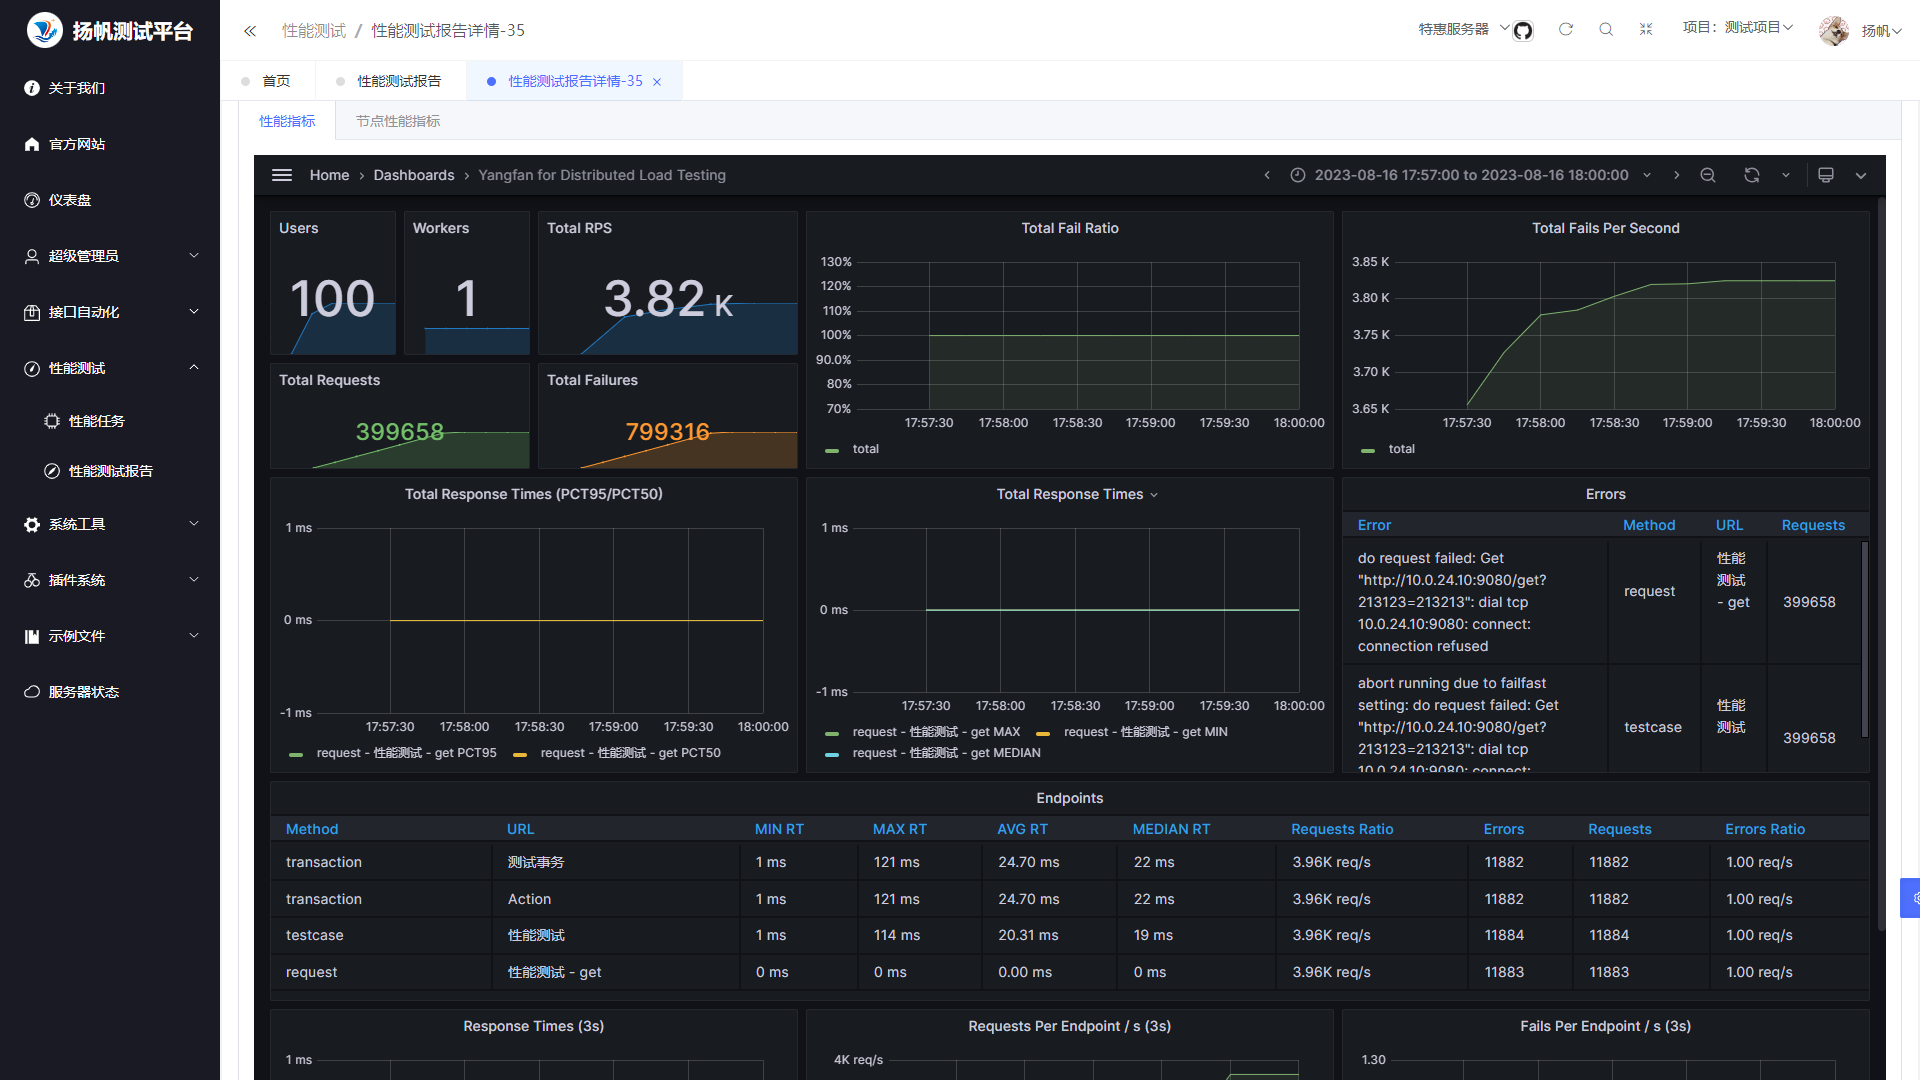 扬帆测试平台
性能测试 / 性能测试报告详情-35
特惠服务器
项目：测试项目
扬帆
首页
性能测试报告
性能测试报告详情-35
性能指标
节点性能指标
关于我们
官方网站
仪表盘
超级管理员
接口自动化
性能测试
性能任务
性能测试报告
系统工具
插件系统
示例文件
服务器状态
Home › Dashboards › Yangfan for Distributed Load Testing
2023-08-16 17:57:00 to 2023-08-16 18:00:00
Users
100
Workers
1
Total RPS
3.82 K
Total Requests
399658
Total Failures
799316
Total Fail Ratio
130%
120%
110%
100%
90.0%
80%
70%
17:57:30 17:58:00 17:58:30 17:59:00 17:59:30 18:00:00
total
Total Fails Per Second
3.85 K
3.80 K
3.75 K
3.70 K
3.65 K
17:57:30 17:58:00 17:58:30 17:59:00 17:59:30 18:00:00
total
Total Response Times (PCT95/PCT50)
1 ms
0 ms
-1 ms
17:57:30 17:58:00 17:58:30 17:59:00 17:59:30 18:00:00
request - 性能测试 - get PCT95 request - 性能测试 - get PCT50
Total Response Times
1 ms
0 ms
-1 ms
17:57:30 17:58:00 17:58:30 17:59:00 17:59:30 18:00:00
request - 性能测试 - get MAX request - 性能测试 - get MIN
request - 性能测试 - get MEDIAN
Errors
Error Method URL Requests
do request failed: Get
"http://10.0.24.10:9080/get?
213123=213213": dial tcp
10.0.24.10:9080: connect:
connection refused
request
性能
测试
- get
399658
abort running due to failfast
setting: do request failed: Get
"http://10.0.24.10:9080/get?
213123=213213": dial tcp
10.0.24.10:9080: connect:
testcase
性能
测试
399658
Endpoints
Method URL MIN RT MAX RT AVG RT MEDIAN RT Requests Ratio Errors Requests Errors Ratio
transaction 测试事务 1 ms 121 ms 24.70 ms 22 ms 3.96K req/s 11882 11882 1.00 req/s
transaction Action 1 ms 121 ms 24.70 ms 22 ms 3.96K req/s 11882 11882 1.00 req/s
testcase 性能测试 1 ms 114 ms 20.31 ms 19 ms 3.96K req/s 11884 11884 1.00 req/s
request 性能测试 - get 0 ms 0 ms 0.00 ms 0 ms 3.96K req/s 11883 11883 1.00 req/s
Response Times (3s)
1 ms
Requests Per Endpoint / s (3s)
4K req/s
Fails Per Endpoint / s (3s)
1.30